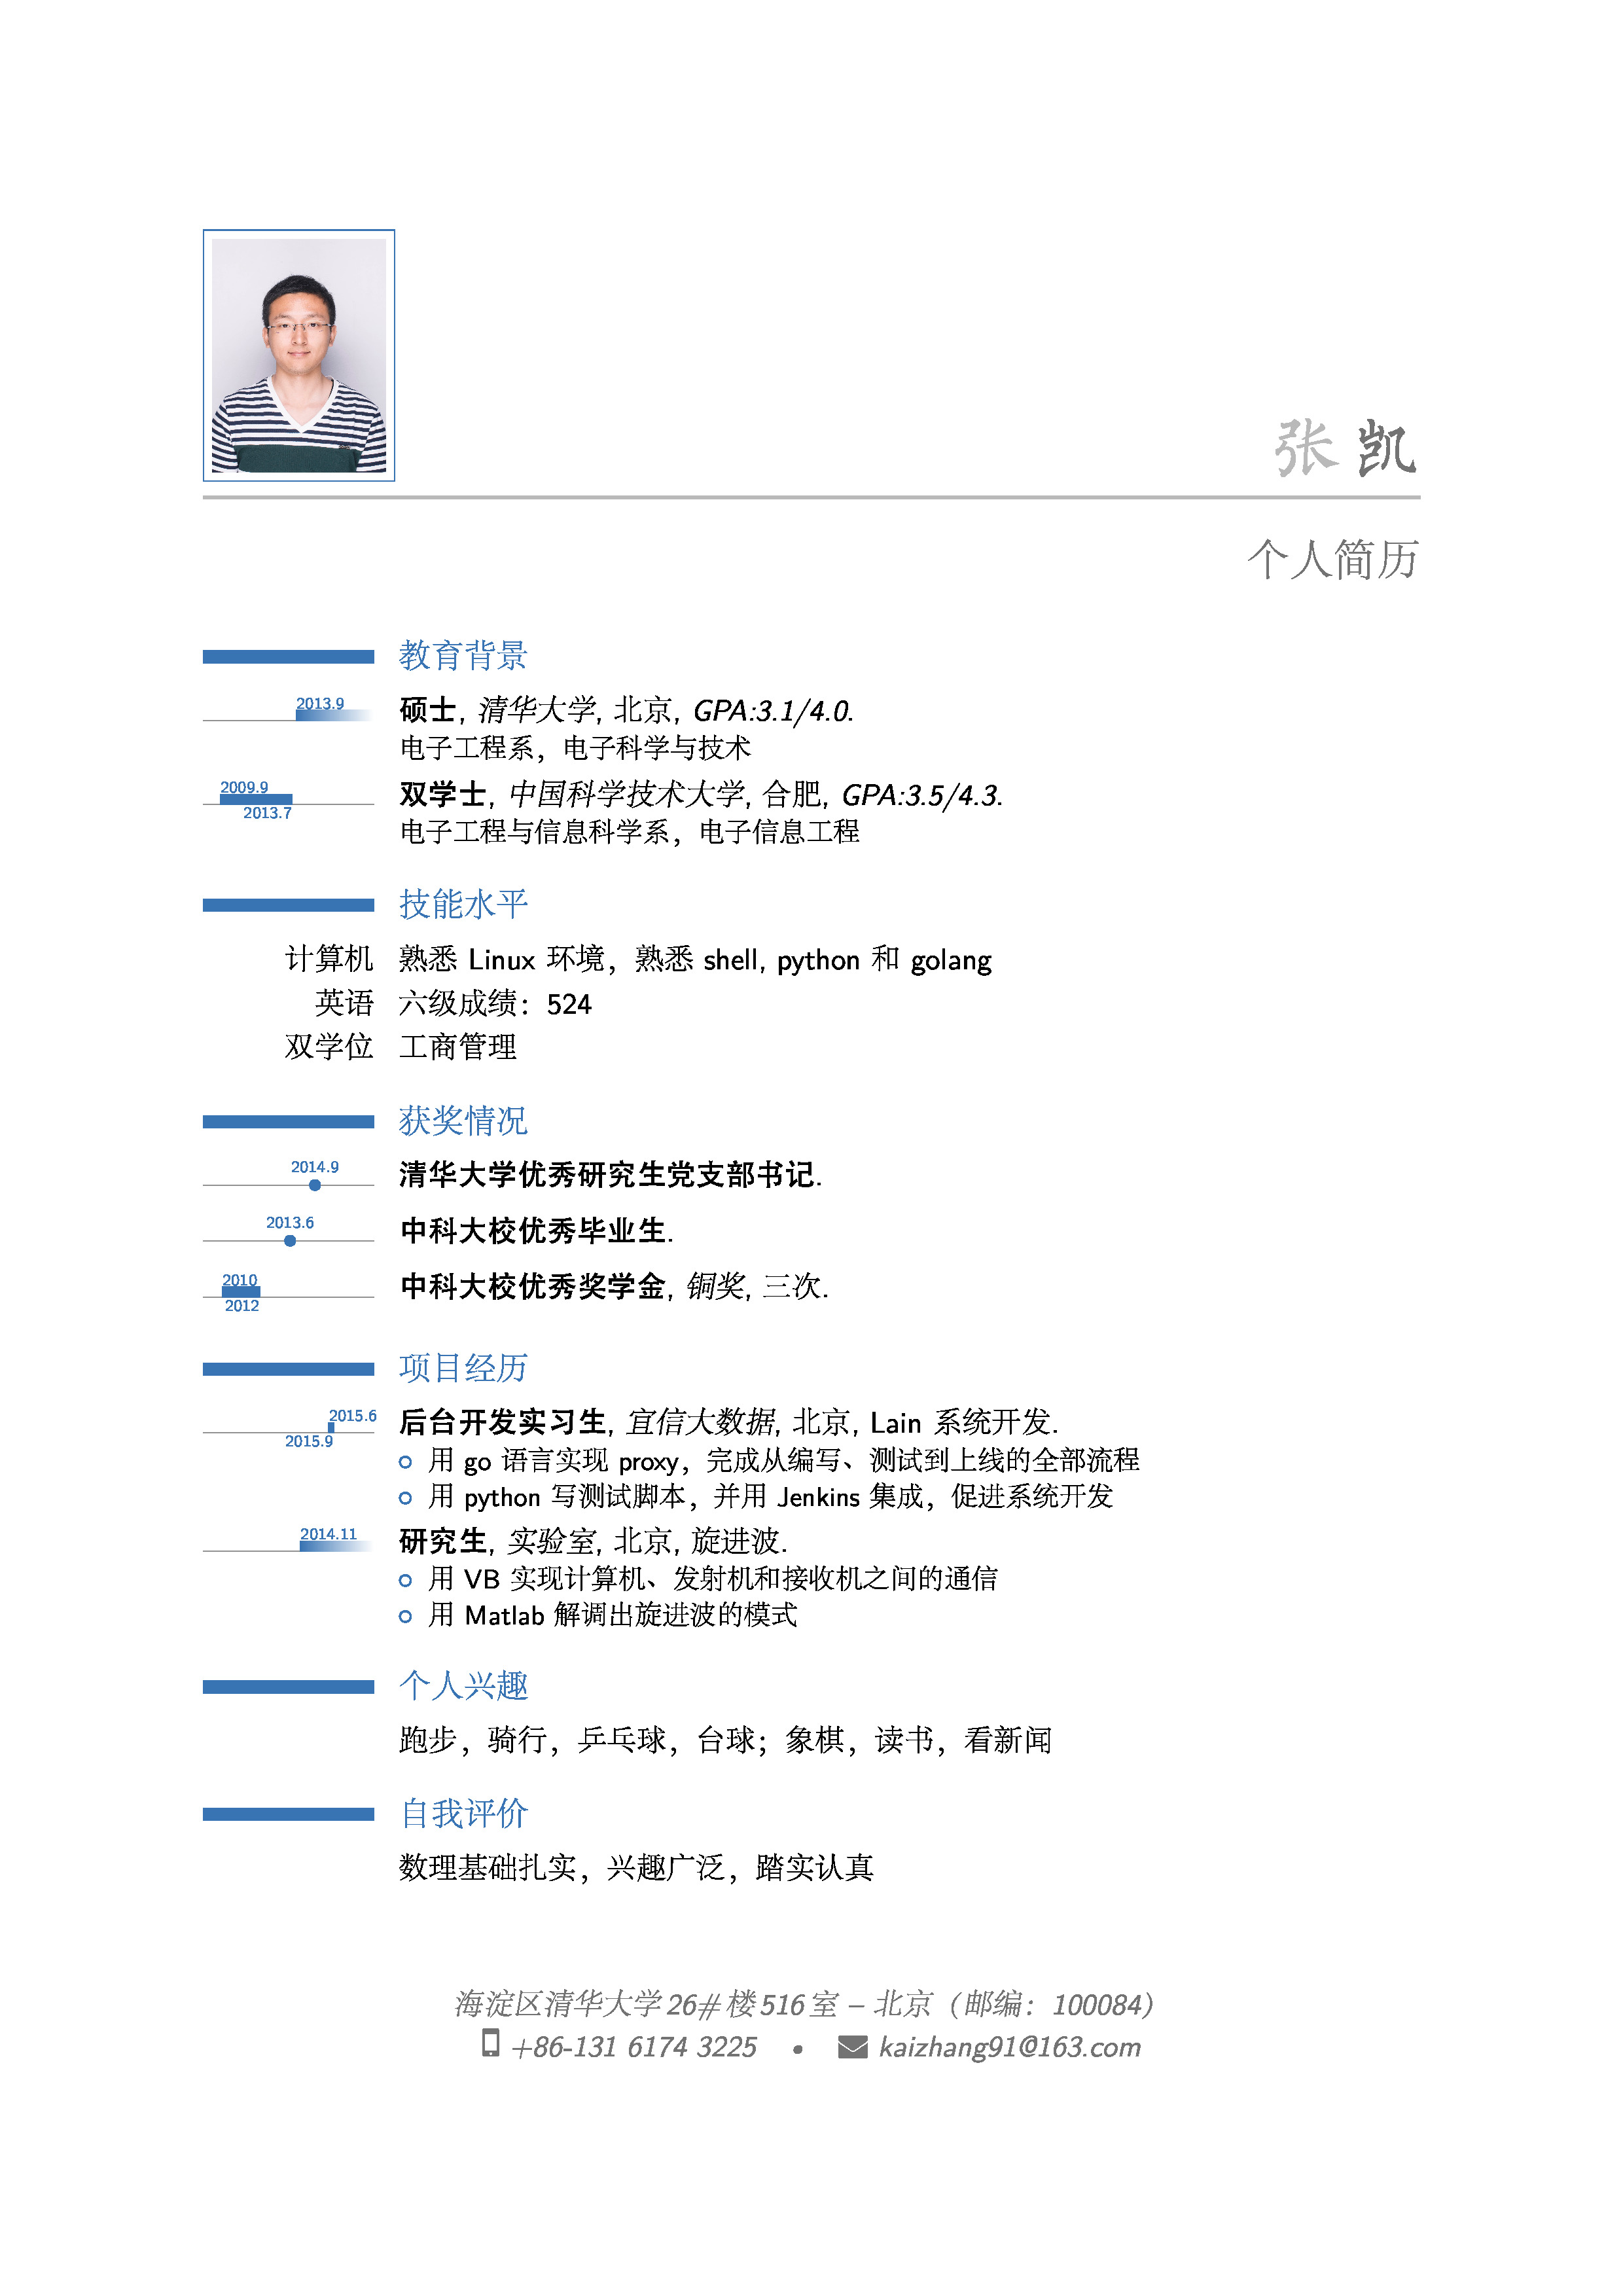 张 凯
个人简历
教育背景
2013.9
硕士, 清华大学, 北京, GPA:3.1/4.0.
电子工程系，电子科学与技术
2009.9
2013.7
双学士, 中国科学技术大学, 合肥, GPA:3.5/4.3.
电子工程与信息科学系，电子信息工程
技能水平
计算机 熟悉 Linux 环境，熟悉 shell, python 和 golang
英语 六级成绩：524
双学位 工商管理
获奖情况
2014.9
清华大学优秀研究生党支部书记.
2013.6
中科大校优秀毕业生.
2010
2012
中科大校优秀奖学金, 铜奖, 三次.
项目经历
2015.6
2015.9
后台开发实习生, 宜信大数据, 北京, Lain 系统开发.
用 go 语言实现 proxy，完成从编写、测试到上线的全部流程
用 python 写测试脚本，并用 Jenkins 集成，促进系统开发
2014.11
研究生, 实验室, 北京, 旋进波.
用 VB 实现计算机、发射机和接收机之间的通信
用 Matlab 解调出旋进波的模式
个人兴趣
跑步，骑行，乒乓球，台球；象棋，读书，看新闻
自我评价
数理基础扎实，兴趣广泛，踏实认真
海淀区清华大学26#楼516室 – 北京（邮编：100084）
+86-131 6174 3225 • kaizhang91@163.com